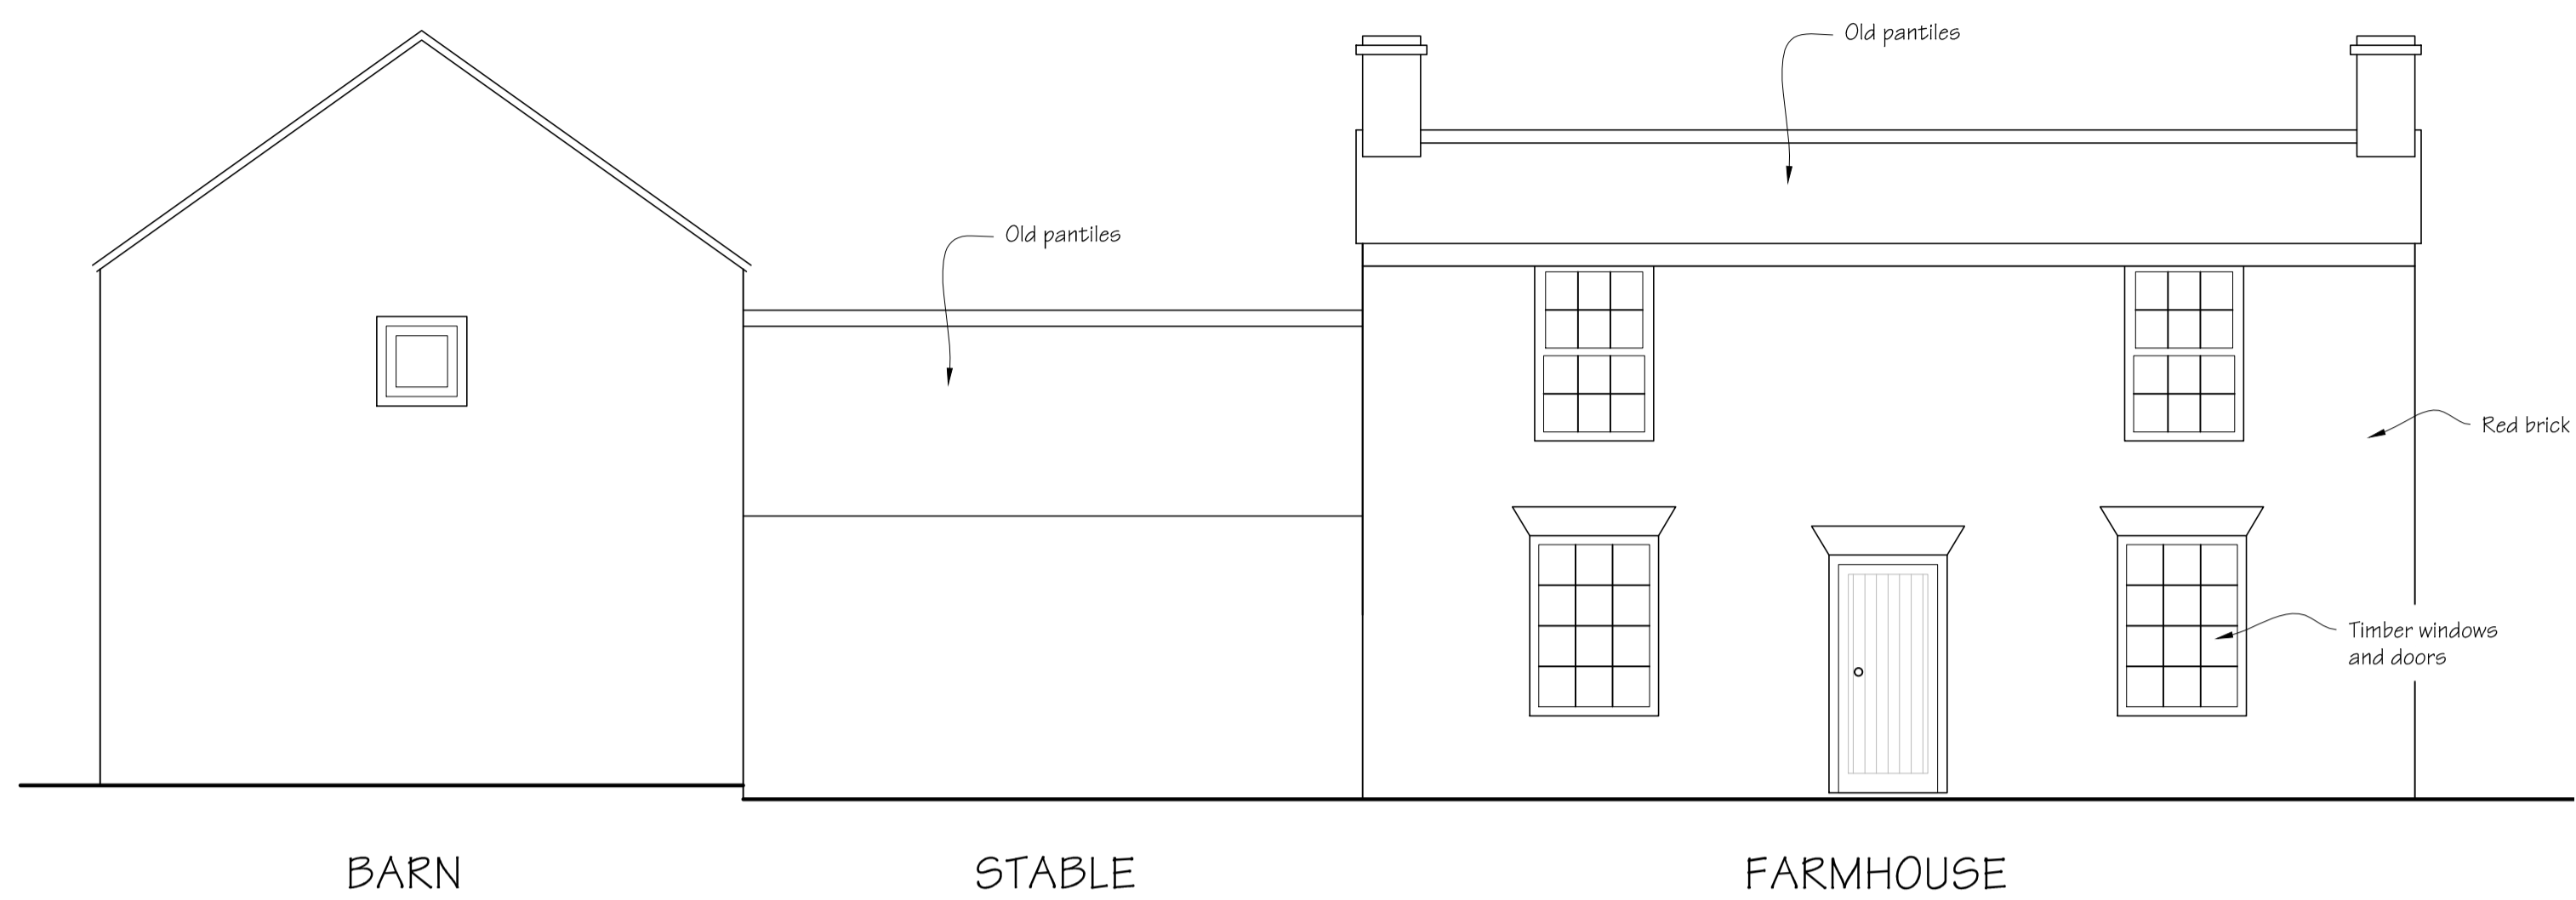 Old pantiles
Old pantiles
Red brick
Timber windows
and doors
BARN
STABLE
FARMHOUSE